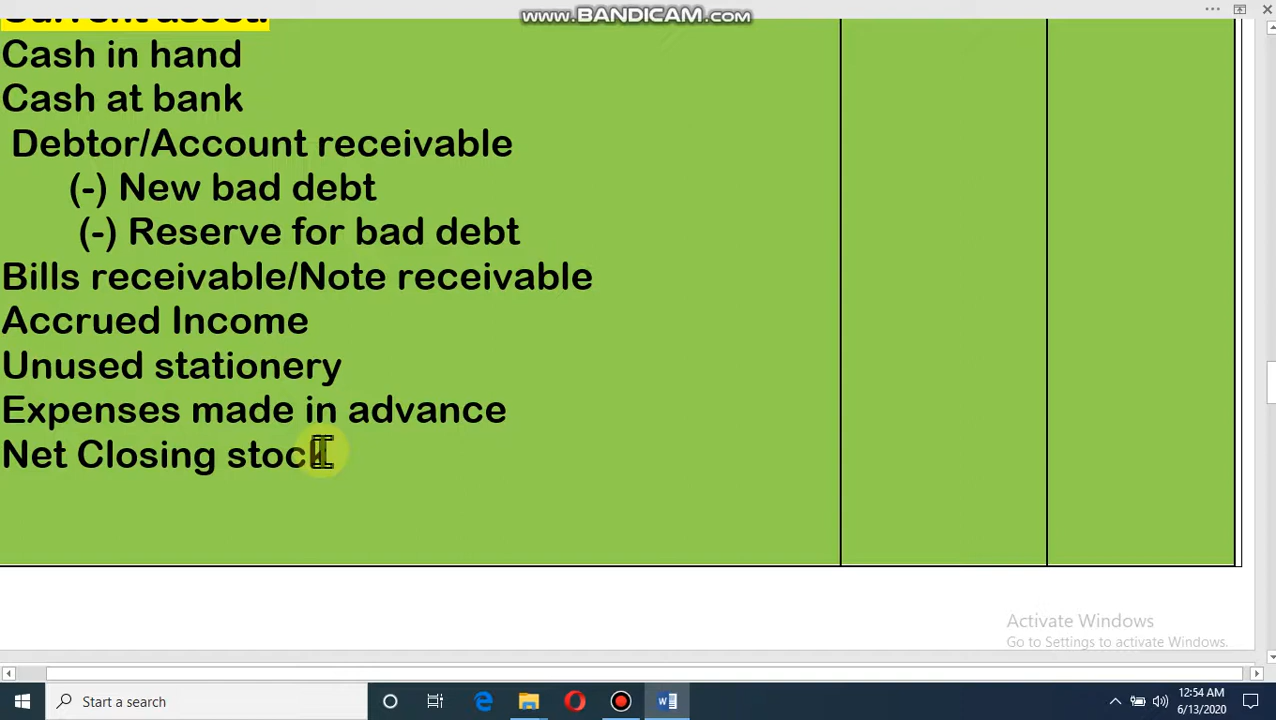 www.BANDICAM.com
Current asset:
Cash in hand
Cash at bank
Debtor/Account receivable
(-) New bad debt
(-) Reserve for bad debt
Bills receivable/Note receivable
Accrued Income
Unused stationery
Expenses made in advance
Net Closing stock
Activate Windows
Go to Settings to activate Windows.
Start a search
12:54 AM
6/13/2020